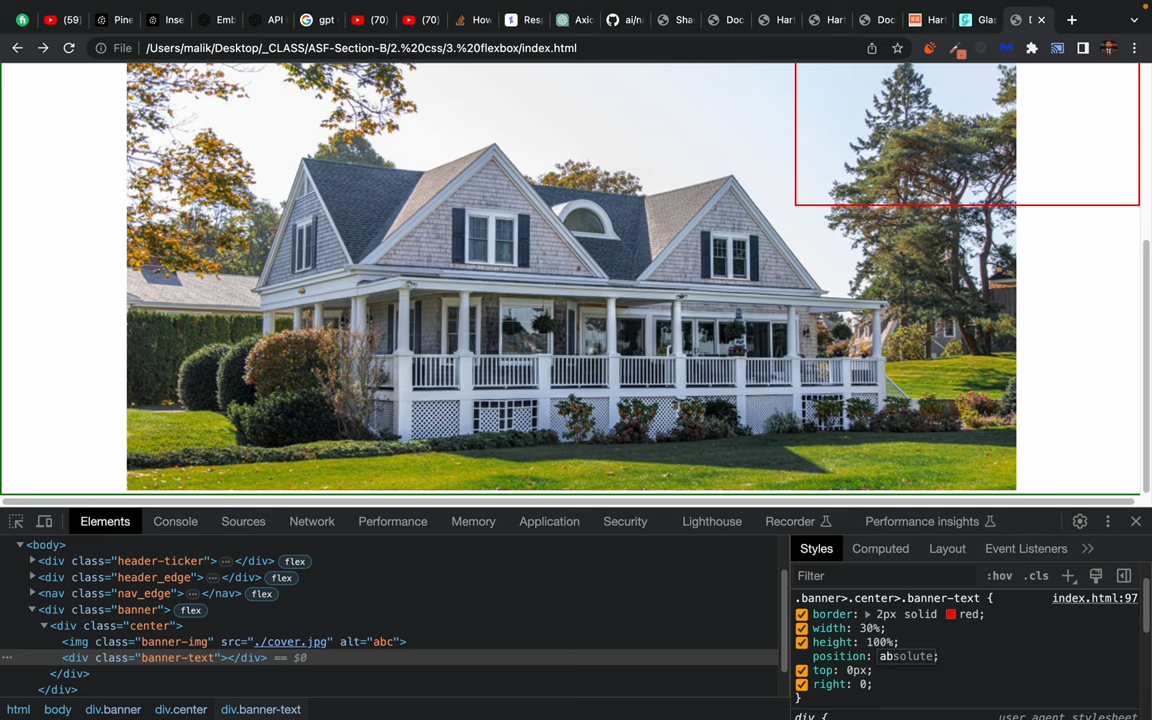 (59)
Pine
Inse
Emb
API
gpt
(70)
(70)
How
Resp
Axio
ai/na
Sha
Doc
Hart
Hart
Doc
Hart
Glas
D
File /Users/malik/Desktop/_CLASS/ASF-Section-B/2.%20css/3.%20flexbox/index.html
Elements Console Sources Network Performance Memory Application Security Lighthouse Recorder Performance insights
<body>
<div class="header-ticker"> … </div> flex
<div class="header_edge"> … </div> flex
<nav class="nav_edge"> … </nav> flex
<div class="banner"> flex
<div class="center">
<img class="banner-img" src="./cover.jpg" alt="abc">
… <div class="banner-text"></div> == $0
</div>
</div>
html body div.banner div.center div.banner-text
Styles Computed Layout Event Listeners »
Filter :hov .cls +
.banner>.center>.banner-text { index.html:97
border: 2px solid red;
width: 30%;
height: 100%;
position: absolute;
top: 0px;
right: 0;
}
div { user agent stylesheet